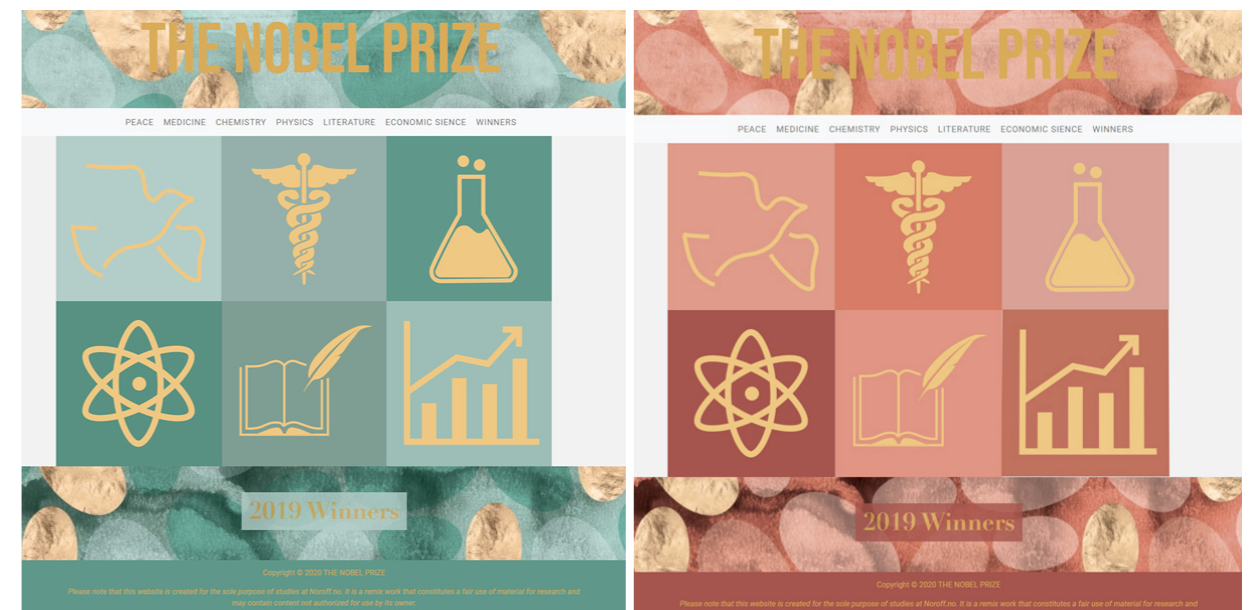 THE NOBEL PRIZE
PEACE MEDICINE CHEMISTRY PHYSICS LITERATURE ECONOMIC SIENCE WINNERS
2019 Winners
Copyright © 2020 THE NOBEL PRIZE
Please note that this website is created for the sole purpose of studies at Noroff.no. It is a remix work that constitutes a fair use of material for research and
may contain content not authorized for use by its owner.
THE NOBEL PRIZE
PEACE MEDICINE CHEMISTRY PHYSICS LITERATURE ECONOMIC SIENCE WINNERS
2019 Winners
Copyright © 2020 THE NOBEL PRIZE
Please note that this website is created for the sole purpose of studies at Noroff.no. It is a remix work that constitutes a fair use of material for research and